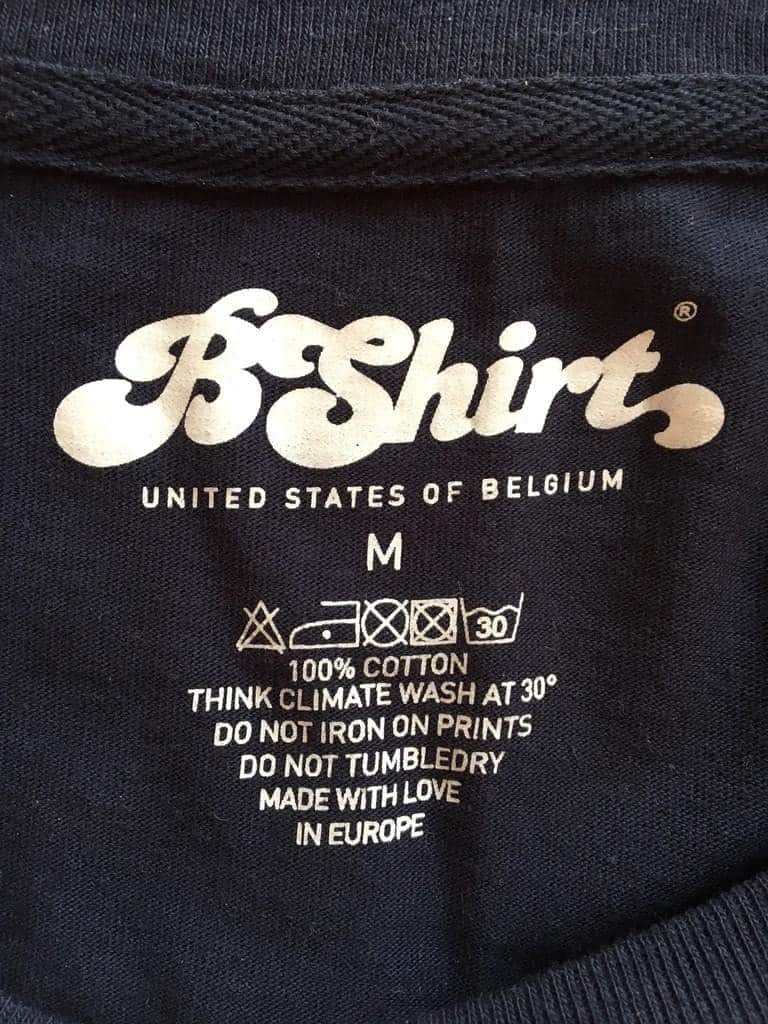 BShirt®
UNITED STATES OF BELGIUM
M
30
100% COTTON
THINK CLIMATE WASH AT 30°
DO NOT IRON ON PRINTS
DO NOT TUMBLEDRY
MADE WITH LOVE
IN EUROPE